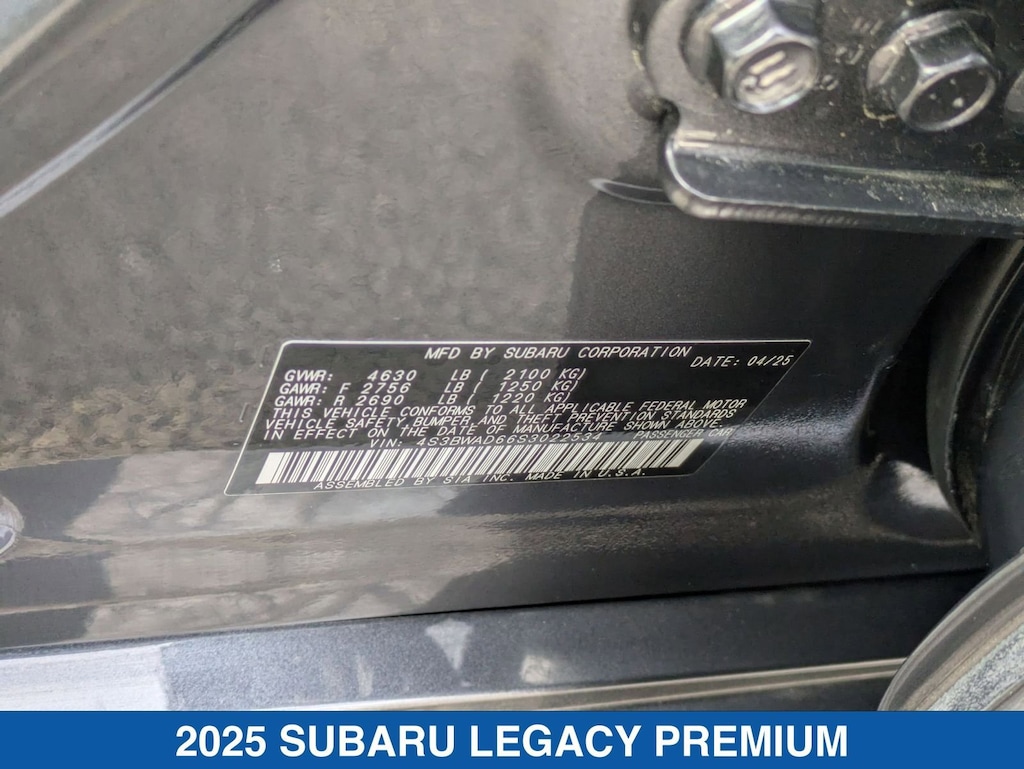 MFD BY SUBARU CORPORATION DATE: 04/25
GVWR: 4630 LB ( 2100 KG)
GAWR: F 2756 LB ( 1250 KG)
GAWR: R 2690 LB ( 1220 KG)
THIS VEHICLE CONFORMS TO ALL APPLICABLE FEDERAL MOTOR
VEHICLE SAFETY, BUMPER, AND THEFT PREVENTION STANDARDS
IN EFFECT ON THE DATE OF MANUFACTURE SHOWN ABOVE.
VIN: 4S3BWAD66S3022534 PASSENGER CAR
ASSEMBLED BY SIA INC. MADE IN U.S.A.
2025 SUBARU LEGACY PREMIUM